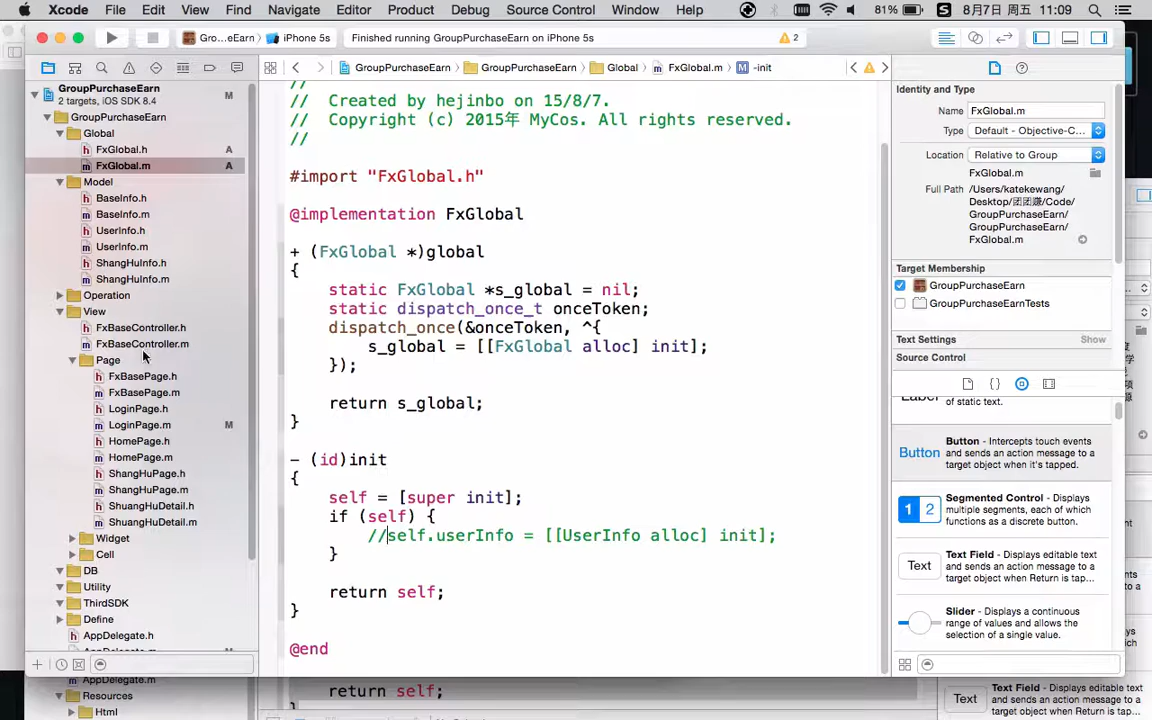 Xcode File Edit View Find Navigate Editor Product Debug Source Control Window Help 81% S 8月7日 周五 11:09
Gro...eEarn iPhone 5s Finished running GroupPurchaseEarn on iPhone 5s 2
GroupPurchaseEarn GroupPurchaseEarn Global FxGlobal.m -init
GroupPurchaseEarn M
2 targets, iOS SDK 8.4
GroupPurchaseEarn
Global
FxGlobal.h A
FxGlobal.m A
Model
BaseInfo.h
BaseInfo.m
UserInfo.h
UserInfo.m
ShangHuInfo.h
ShangHuInfo.m
Operation
View
FxBaseController.h
FxBaseController.m
Page
FxBasePage.h
FxBasePage.m
LoginPage.h
LoginPage.m M
HomePage.h
HomePage.m
ShangHuPage.h
ShangHuPage.m
ShuangHuDetail.h
ShuangHuDetail.m
Widget
Cell
DB
Utility
ThirdSDK
Define
AppDelegate.h
AppDelegate.m
Resources
Html
//
// Created by hejinbo on 15/8/7.
// Copyright (c) 2015年 MyCos. All rights reserved.
//
#import "FxGlobal.h"
@implementation FxGlobal
+ (FxGlobal *)global
{
static FxGlobal *s_global = nil;
static dispatch_once_t onceToken;
dispatch_once(&onceToken, ^{
s_global = [[FxGlobal alloc] init];
});
return s_global;
}
- (id)init
{
self = [super init];
if (self) {
//self.userInfo = [[UserInfo alloc] init];
}
return self;
}
@end
return self;
Identity and Type
Name FxGlobal.m
Type Default - Objective-C...
Location Relative to Group
FxGlobal.m
Full Path /Users/katekewang/
Desktop/团团赚/Code/
GroupPurchaseEarn/
GroupPurchaseEarn/
FxGlobal.m
Target Membership
GroupPurchaseEarn
GroupPurchaseEarnTests
Text Settings Show
Source Control
Label
of static text.
Button Button - Intercepts touch events
and sends an action message to a
target object when it's tapped.
1 2 Segmented Control - Displays
multiple segments, each of which
functions as a discrete button.
Text Text Field - Displays editable text
and sends an action message to a
target object when Return is tap...
Slider - Displays a continuous
range of values and allows the
selection of a single value.
Text Text Field - Displays editable text
and sends an action message to a
target object when Return is tap...